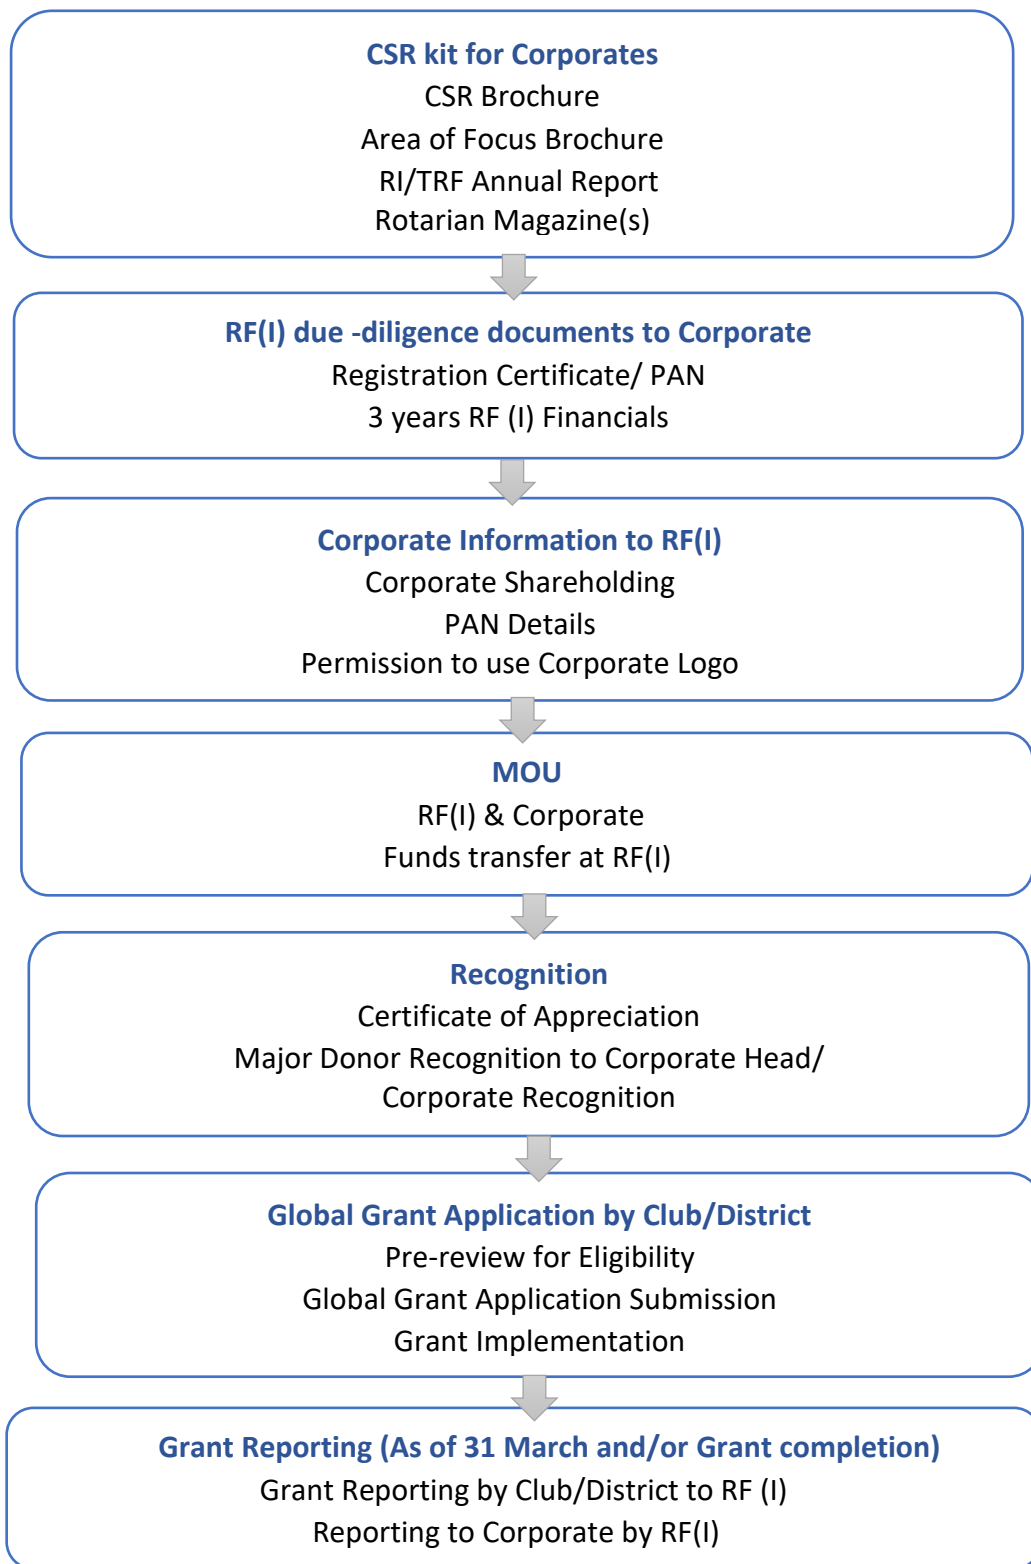 CSR kit for Corporates
CSR Brochure
Area of Focus Brochure
RI/TRF Annual Report
Rotarian Magazine(s)
RF(I) due -diligence documents to Corporate
Registration Certificate/ PAN
3 years RF (I) Financials
Corporate Information to RF(I)
Corporate Shareholding
PAN Details
Permission to use Corporate Logo
MOU
RF(I) & Corporate
Funds transfer at RF(I)
Recognition
Certificate of Appreciation
Major Donor Recognition to Corporate Head/
Corporate Recognition
Global Grant Application by Club/District
Pre-review for Eligibility
Global Grant Application Submission
Grant Implementation
Grant Reporting (As of 31 March and/or Grant completion)
Grant Reporting by Club/District to RF (I)
Reporting to Corporate by RF(I)